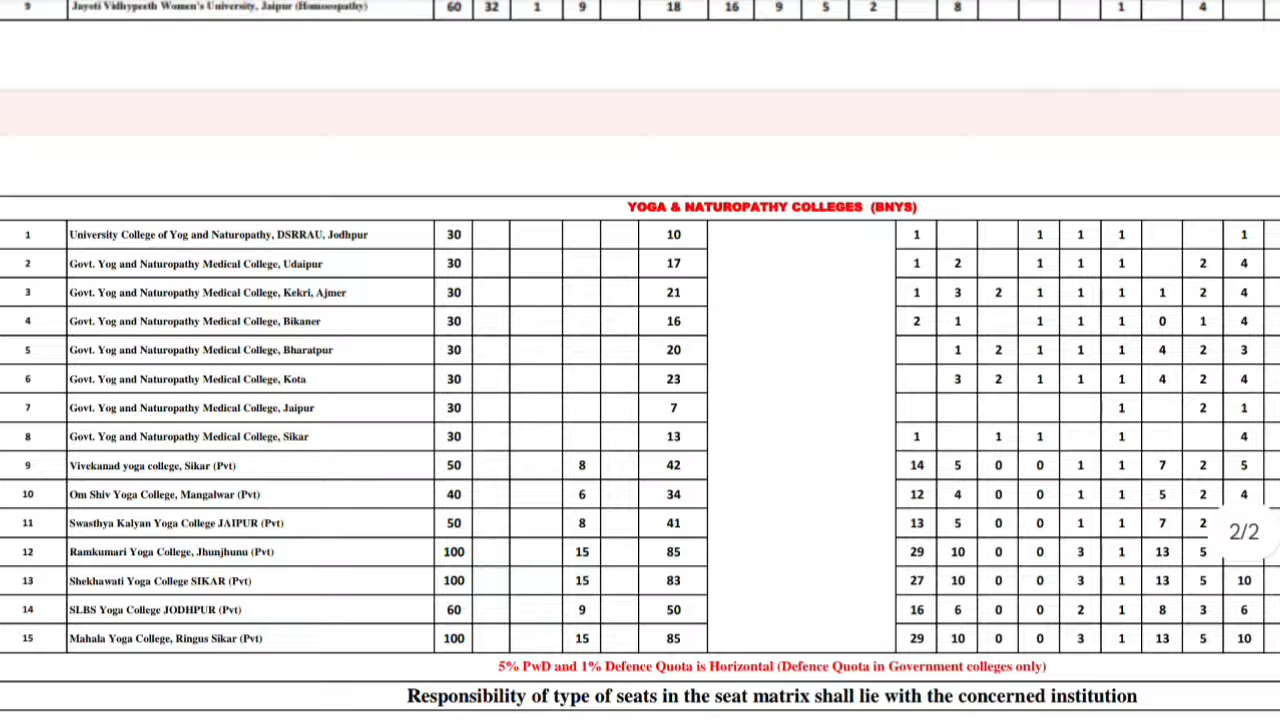 9 Jayoti Vidhypeeth Women's University, Jaipur (Homoeopathy) 60 32 1 9 18 16 9 5 2 8 1 4
YOGA & NATUROPATHY COLLEGES (BNYS)
1 University College of Yog and Naturopathy, DSRRAU, Jodhpur 30 10 1 1 1 1 1
2 Govt. Yog and Naturopathy Medical College, Udaipur 30 17 1 2 1 1 1 2 4
3 Govt. Yog and Naturopathy Medical College, Kekri, Ajmer 30 21 1 3 2 1 1 1 1 2 4
4 Govt. Yog and Naturopathy Medical College, Bikaner 30 16 2 1 1 1 1 0 1 4
5 Govt. Yog and Naturopathy Medical College, Bharatpur 30 20 1 2 1 1 1 4 2 3
6 Govt. Yog and Naturopathy Medical College, Kota 30 23 3 2 1 1 1 4 2 4
7 Govt. Yog and Naturopathy Medical College, Jaipur 30 7 1 2 1
8 Govt. Yog and Naturopathy Medical College, Sikar 30 13 1 1 1 1 4
9 Vivekanad yoga college, Sikar (Pvt) 50 8 42 14 5 0 0 1 1 7 2 5
10 Om Shiv Yoga College, Mangalwar (Pvt) 40 6 34 12 4 0 0 1 1 5 2 4
11 Swasthya Kalyan Yoga College JAIPUR (Pvt) 50 8 41 13 5 0 0 1 1 7 2
2/2
12 Ramkumari Yoga College, Jhunjhunu (Pvt) 100 15 85 29 10 0 0 3 1 13 5
13 Shekhawati Yoga College SIKAR (Pvt) 100 15 83 27 10 0 0 3 1 13 5 10
14 SLBS Yoga College JODHPUR (Pvt) 60 9 50 16 6 0 0 2 1 8 3 6
15 Mahala Yoga College, Ringus Sikar (Pvt) 100 15 85 29 10 0 0 3 1 13 5 10
5% PwD and 1% Defence Quota is Horizontal (Defence Quota in Government colleges only)
Responsibility of type of seats in the seat matrix shall lie with the concerned institution